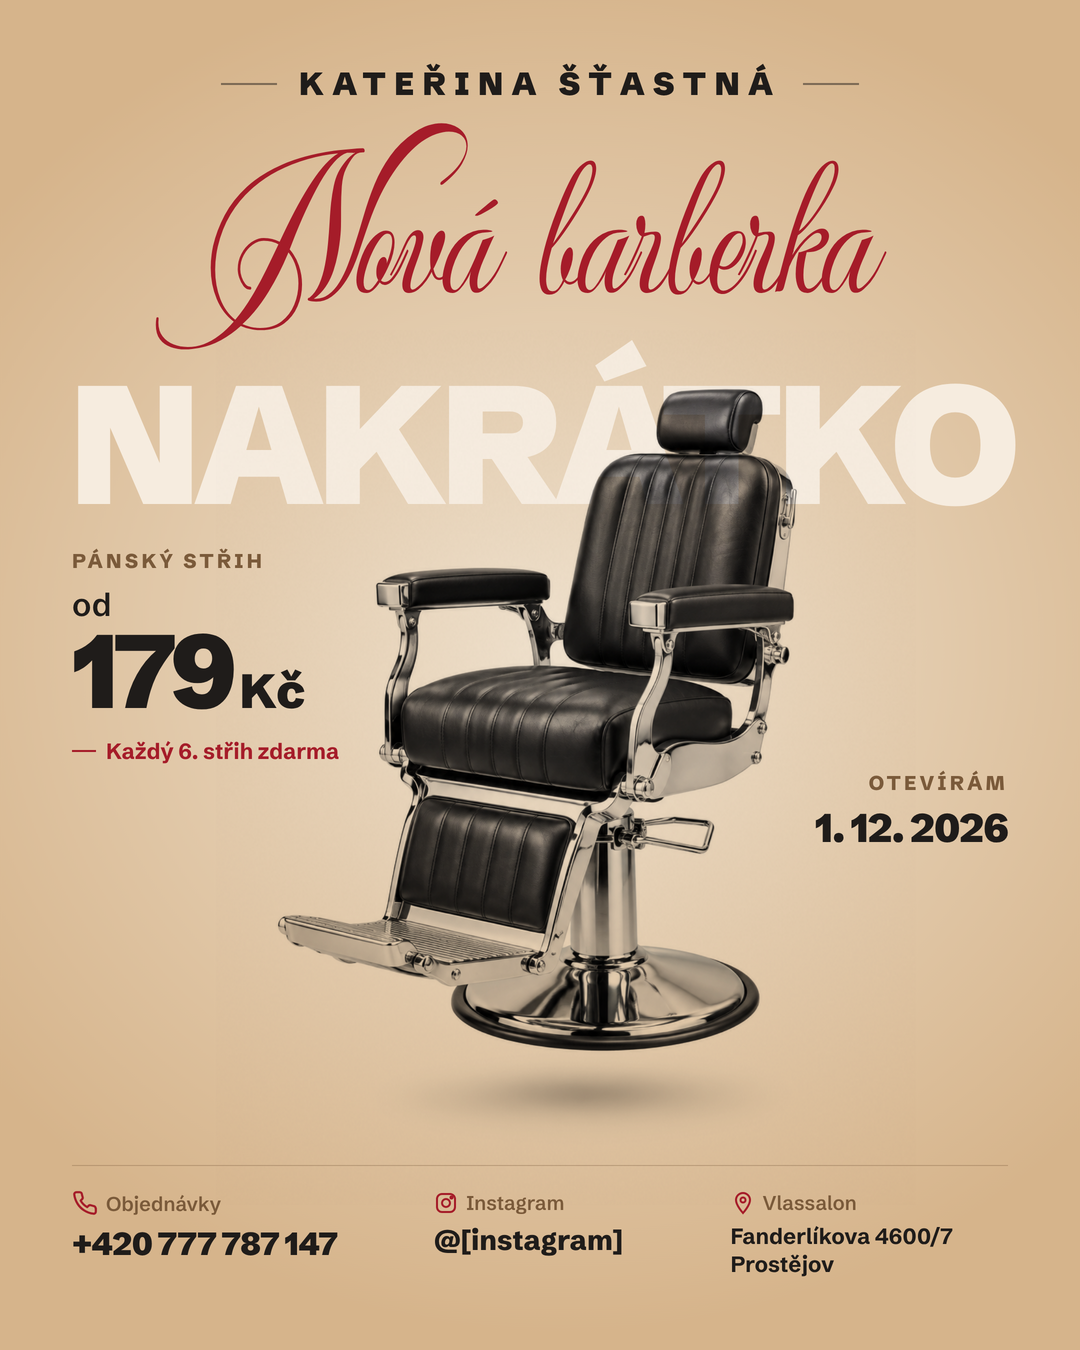 KATEŘINA ŠŤASTNÁ
Nová barberka
NAKRÁTKO
PÁNSKÝ STŘIH
od
179 Kč
— Každý 6. střih zdarma
OTEVÍRÁM
1. 12. 2026
Objednávky
+420 777 787 147
Instagram
@[instagram]
Vlassalon
Fanderlíkova 4600/7
Prostějov